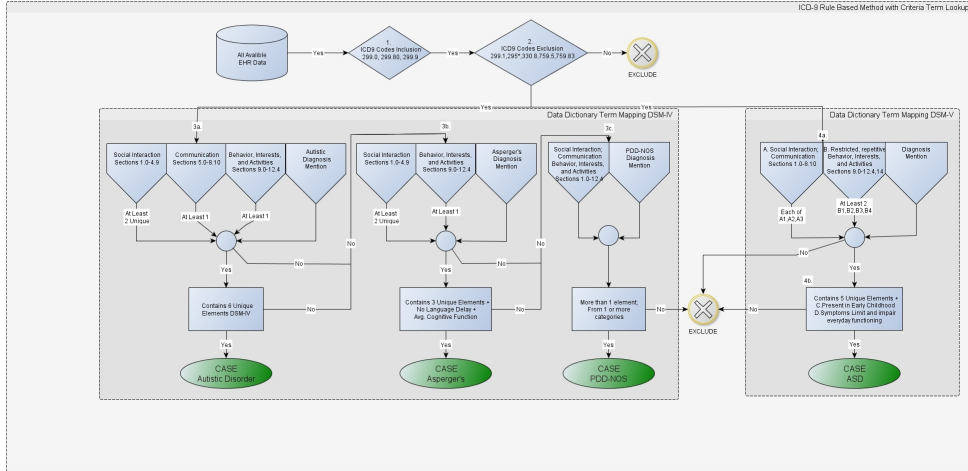 ICD-9 Rule Based Method with Criteria Term Lookup
All Avalible
EHR Data
Yes
1.
ICD9 Codes Inclusion
299.0, 299.80, 299.9
Yes
2.
ICD9 Codes Exclusion
299.1,295*,330.8,759.5,759.83
No
EXCLUDE
Yes
Yes
Data Dictionary Term Mapping DSM-IV
3a.
Social Interaction
Sections 1.0-4.9
Communication
Sections 5.0-8.10
Behavior, Interests,
and Activities
Sections 9.0-12.4
Autistic
Diagnosis
Mention
At Least
2 Unique
At Least 1
At Least 1
Yes
No
Contains 6 Unique
Elements DSM-IV
No
Yes
CASE
Autistic Disorder
3b.
Social Interaction
Sections 1.0-4.9
Behavior, Interests,
and Activities
Sections 9.0-12.4
Asperger's
Diagnosis
Mention
At Least
2 Unique
At Least 1
Yes
No
No
Contains 3 Unique Elements +
No Language Delay +
Avg. Cognitive Function
No
Yes
CASE
Asperger's
3c.
Social Interaction;
Communication
Behavior, Interests,
and Activities
Sections 1.0-12.4
PDD-NOS
Diagnosis
Mention
No
More than 1 element;
From 1 or more
categories
No
Yes
CASE
PDD-NOS
EXCLUDE
Data Dictionary Term Mapping DSM-V
4a.
A. Social Interaction;
Communication
Sections 1.0-8.10
B. Restricted, repetitive
Behavior, Interests,
and Activities
Sections 9.0-12.4,14
Diagnosis
Mention
Each of
A1,A2,A3
At Least 2
B1,B2,B3,B4
No
Yes
4b.
Contains 5 Unique Elements +
C.Present in Early Childhood
D.Symptoms Limit and impair
everyday functioning
No
Yes
CASE
ASD